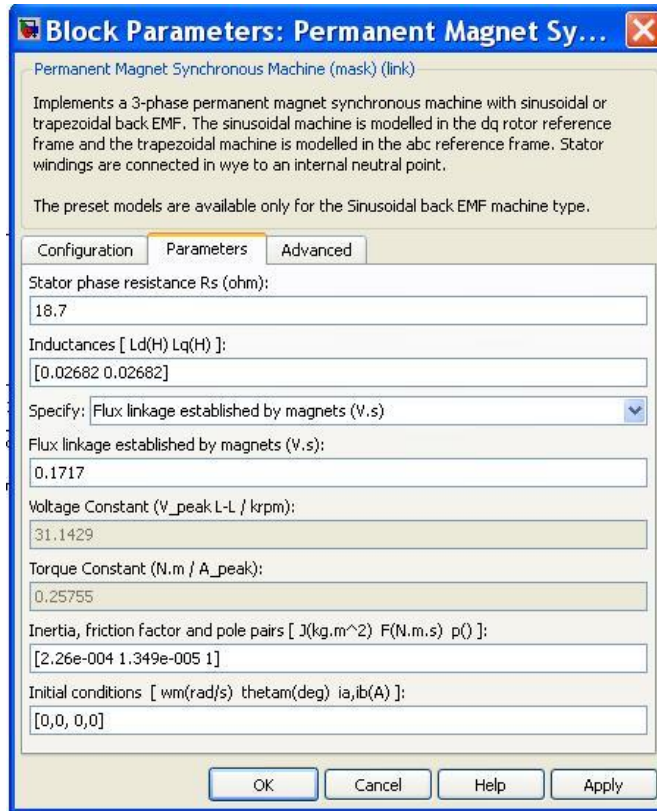 Block Parameters: Permanent Magnet Sy...
Permanent Magnet Synchronous Machine (mask) (link)
Implements a 3-phase permanent magnet synchronous machine with sinusoidal or
trapezoidal back EMF. The sinusoidal machine is modelled in the dq rotor reference
frame and the trapezoidal machine is modelled in the abc reference frame. Stator
windings are connected in wye to an internal neutral point.
The preset models are available only for the Sinusoidal back EMF machine type.
Configuration Parameters Advanced
Stator phase resistance Rs (ohm):
18.7
Inductances [ Ld(H) Lq(H) ]:
[0.02682 0.02682]
Specify: Flux linkage established by magnets (V.s)
Flux linkage established by magnets (V.s):
0.1717
Voltage Constant (V_peak L-L / krpm):
31.1429
Torque Constant (N.m / A_peak):
0.25755
Inertia, friction factor and pole pairs [ J(kg.m^2) F(N.m.s) p() ]:
[2.26e-004 1.349e-005 1]
Initial conditions [ wm(rad/s) thetam(deg) ia,ib(A) ]:
[0,0, 0,0]
OK Cancel Help Apply